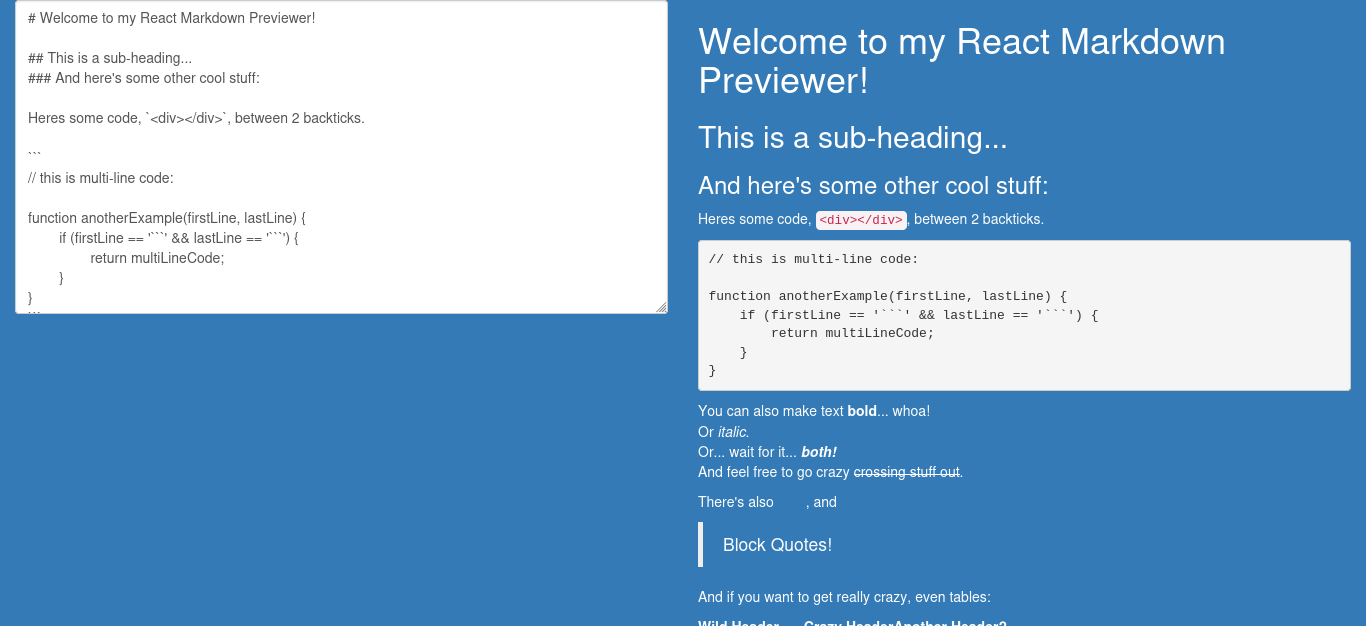 # Welcome to my React Markdown Previewer!
## This is a sub-heading...
### And here's some other cool stuff:
Heres some code, `<div></div>`, between 2 backticks.
```
// this is multi-line code:
function anotherExample(firstLine, lastLine) {
if (firstLine == '```' && lastLine == '```') {
return multiLineCode;
}
}
```
Welcome to my React Markdown
Previewer!
This is a sub-heading...
And here's some other cool stuff:
Heres some code, <div></div>, between 2 backticks.
// this is multi-line code:
function anotherExample(firstLine, lastLine) {
if (firstLine == '```' && lastLine == '```') {
return multiLineCode;
}
}
You can also make text bold... whoa!
Or italic.
Or... wait for it... both!
And feel free to go crazy crossing stuff out.
There's also , and
Block Quotes!
And if you want to get really crazy, even tables:
Wild Header Crazy Header Another Header?